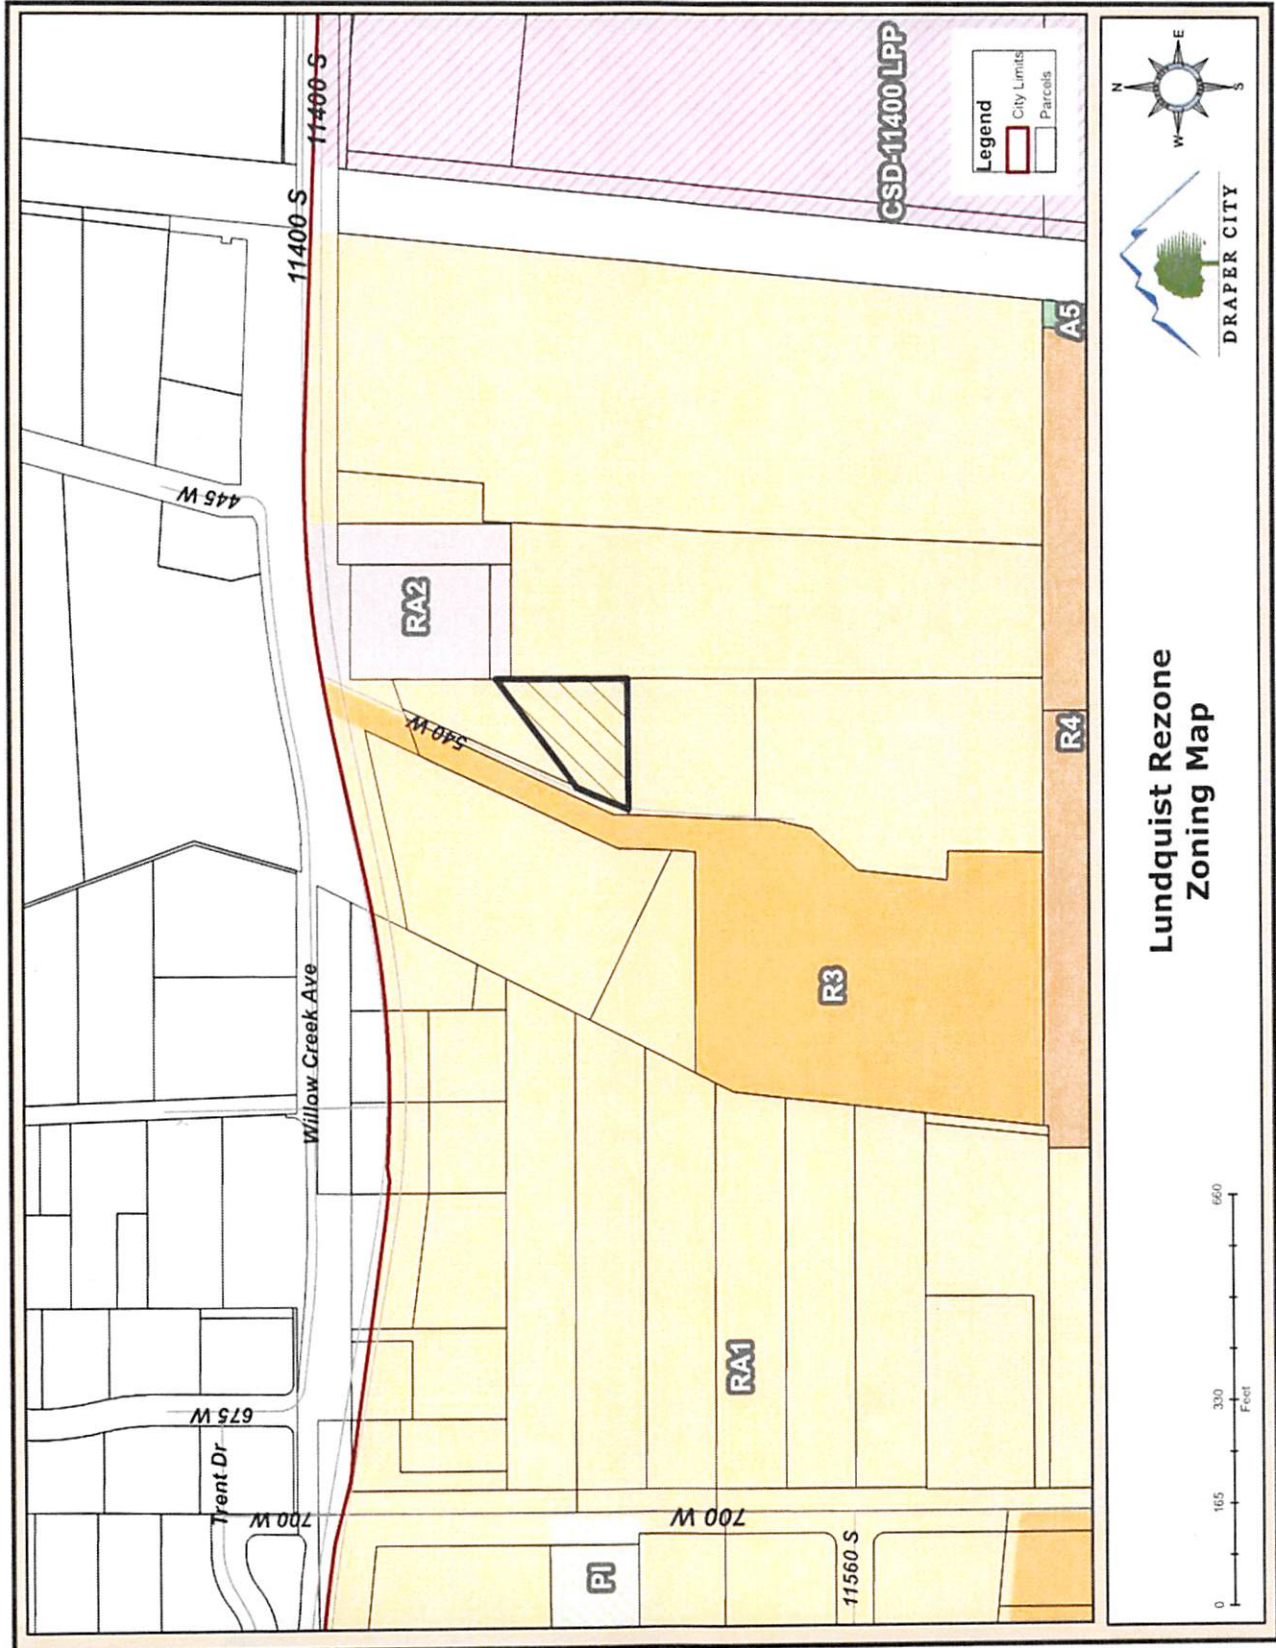 11400 S
11400 S
445 W
Willow Creek Ave
675 W
Trent Dr
700 W
540 W
RA2
CSD-11400 LPP
A5
R4
R3
RA1
700 W
11560 S
PI
Legend
City Limits
Parcels
0 165 330 660
Feet
Lundquist Rezone
Zoning Map
DRAPER CITY
N
W E
S